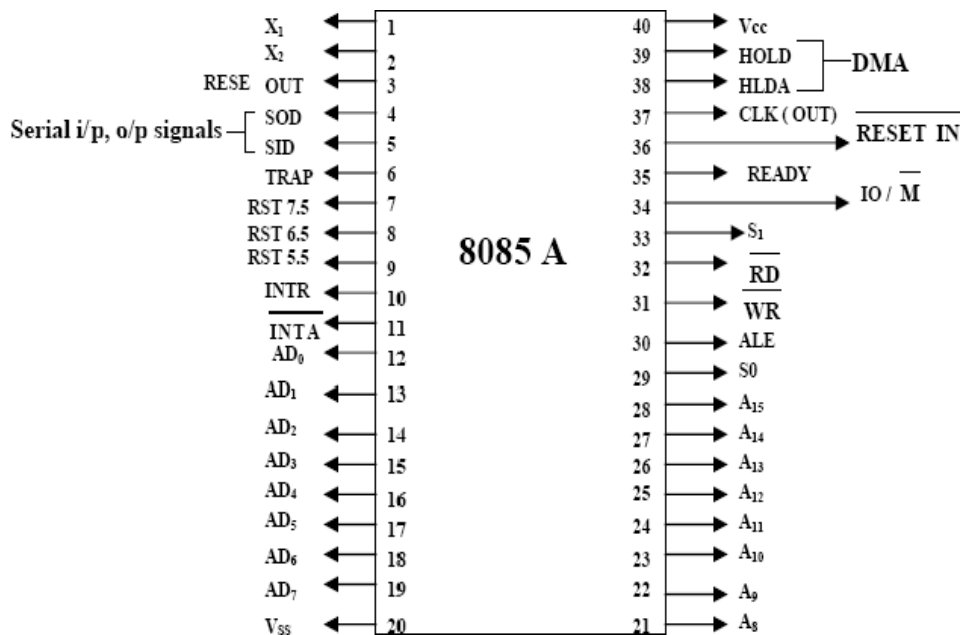 X₁ 1 40 Vcc
X₂ 2 39 HOLD
DMA
RESE OUT 3 38 HLDA
SOD 4 37 CLK ( OUT)
Serial i/p, o/p signals
RESET IN
SID 5 36
TRAP 6 35 READY
IO / M
RST 7.5 7 34
RST 6.5 8 33 S₁
8085 A
RST 5.5 9 32 RD
INTR 10 31 WR
INTA 11 30 ALE
AD₀ 12 29 S0
AD₁ 13 28 A₁₅
AD₂ 14 27 A₁₄
AD₃ 15 26 A₁₃
AD₄ 16 25 A₁₂
AD₅ 17 24 A₁₁
AD₆ 18 23 A₁₀
AD₇ 19 22 A₉
Vss 20 21 A₈